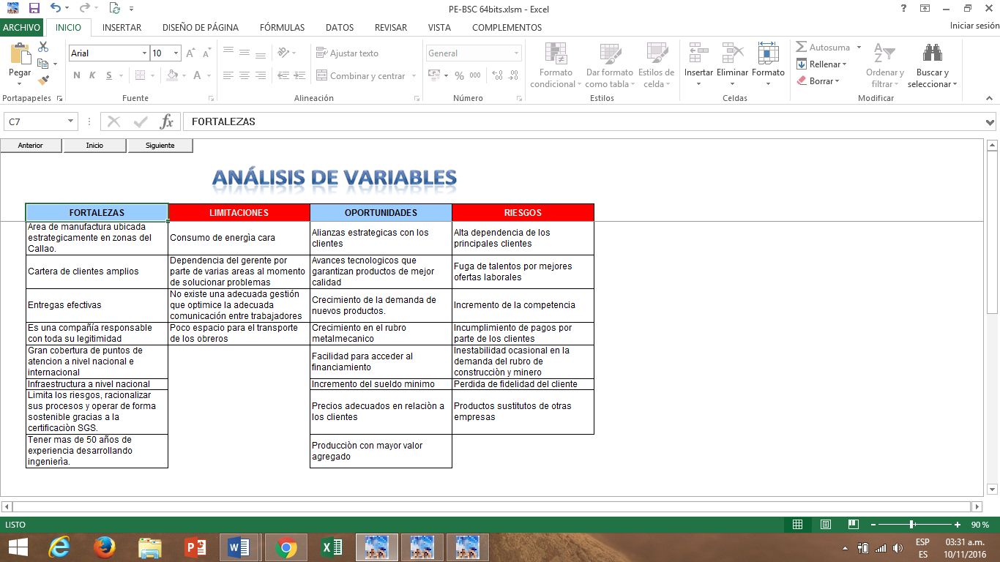 PE-BSC 64bits.xlsm - Excel
ARCHIVO INICIO INSERTAR DISEÑO DE PÁGINA FÓRMULAS DATOS REVISAR VISTA COMPLEMENTOS Iniciar sesión
Pegar
Arial 10
N K S
Ajustar texto
Combinar y centrar
General
% 000
Formato condicional
Dar formato como tabla
Estilos de celda
Insertar Eliminar Formato
Autosuma
Rellenar
Borrar
Ordenar y filtrar
Buscar y seleccionar
Portapapeles Fuente Alineación Número Estilos Celdas Modificar
C7 fx FORTALEZAS
Anterior Inicio Siguiente
ANÁLISIS DE VARIABLES
FORTALEZAS LIMITACIONES OPORTUNIDADES RIESGOS
Area de manufactura ubicada
estrategicamente en zonas del
Callao.
Consumo de energìa cara
Alianzas estrategicas con los
clientes
Alta dependencia de los
principales clientes
Cartera de clientes amplios
Dependencia del gerente por
parte de varias areas al momento
de solucionar problemas
Avances tecnologicos que
garantizan productos de mejor
calidad
Fuga de talentos por mejores
ofertas laborales
Entregas efectivas
No existe una adecuada gestión
que optimice la adecuada
comunicación entre trabajadores
Crecimiento de la demanda de
nuevos productos.
Incremento de la competencia
Es una compañía responsable
con toda su legitimidad
Poco espacio para el transporte
de los obreros
Crecimiento en el rubro
metalmecanico
Incumplimiento de pagos por
parte de los clientes
Gran cobertura de puntos de
atencion a nivel nacional e
internacional
Facilidad para acceder al
financiamiento
Inestabilidad ocasional en la
demanda del rubro de
construcciòn y minero
Infraestructura a nivel nacional
Incremento del sueldo minimo
Perdida de fidelidad del cliente
Limita los riesgos, racionalizar
sus procesos y operar de forma
sostenible gracias a la
certificaciòn SGS.
Precios adecuados en relaciòn a
los clientes
Productos sustitutos de otras
empresas
Tener mas de 50 años de
experiencia desarrollando
ingenierìa.
Producciòn con mayor valor
agregado
LISTO 90 %
ESP 03:31 a.m.
ES 10/11/2016